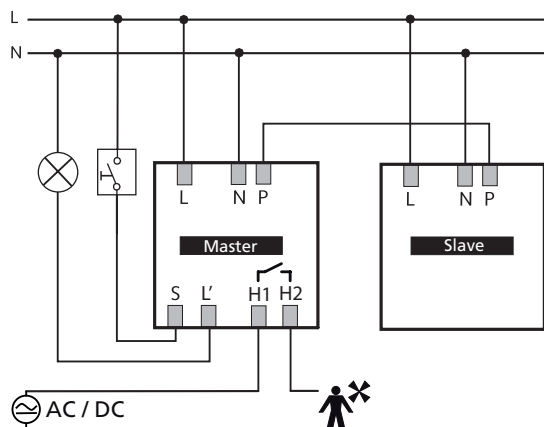 L
N
L N P
L N P
Master
Slave
S L' H1 H2
AC / DC